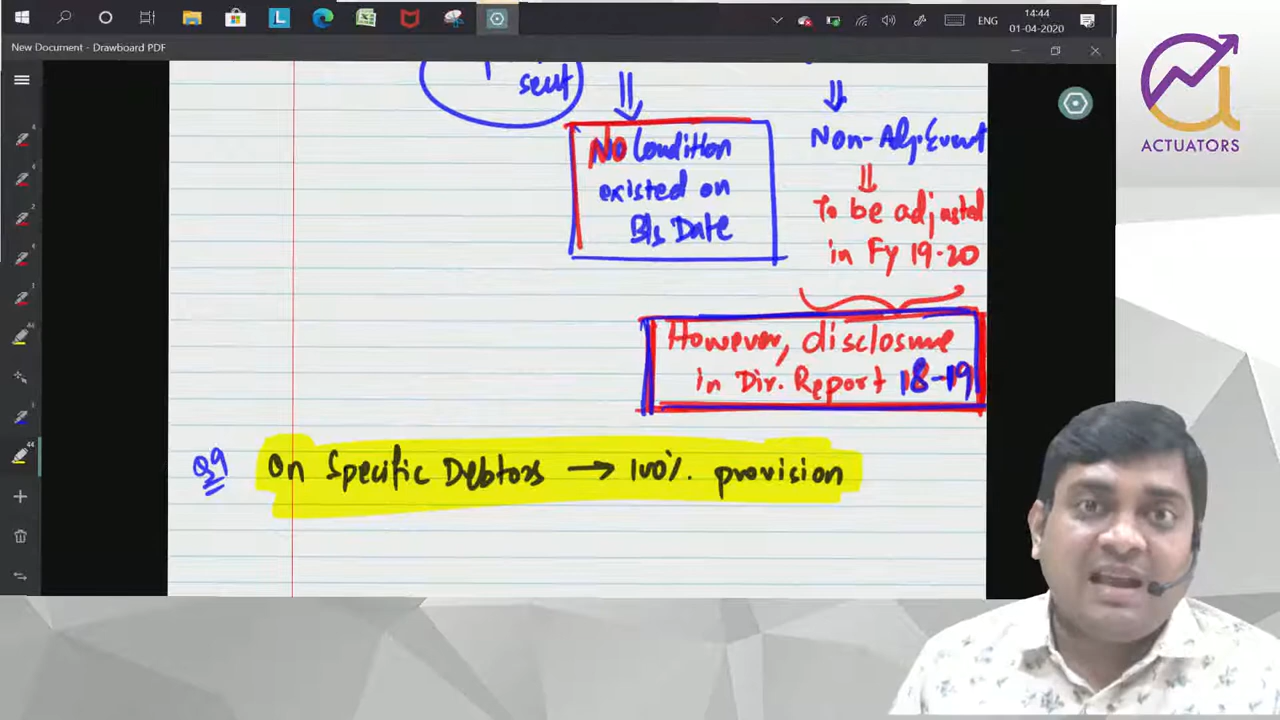 14:44
ENG
01-04-2020
New Document - Drawboard PDF
sent
No Condition
existed on
B/s Date
Non-Adj. Event
To be adjusted
in Fy 19-20
However, disclosure
in Dir. Report 18-19
Q9 On Specific Debtors → 100% provision
ACTUATORS